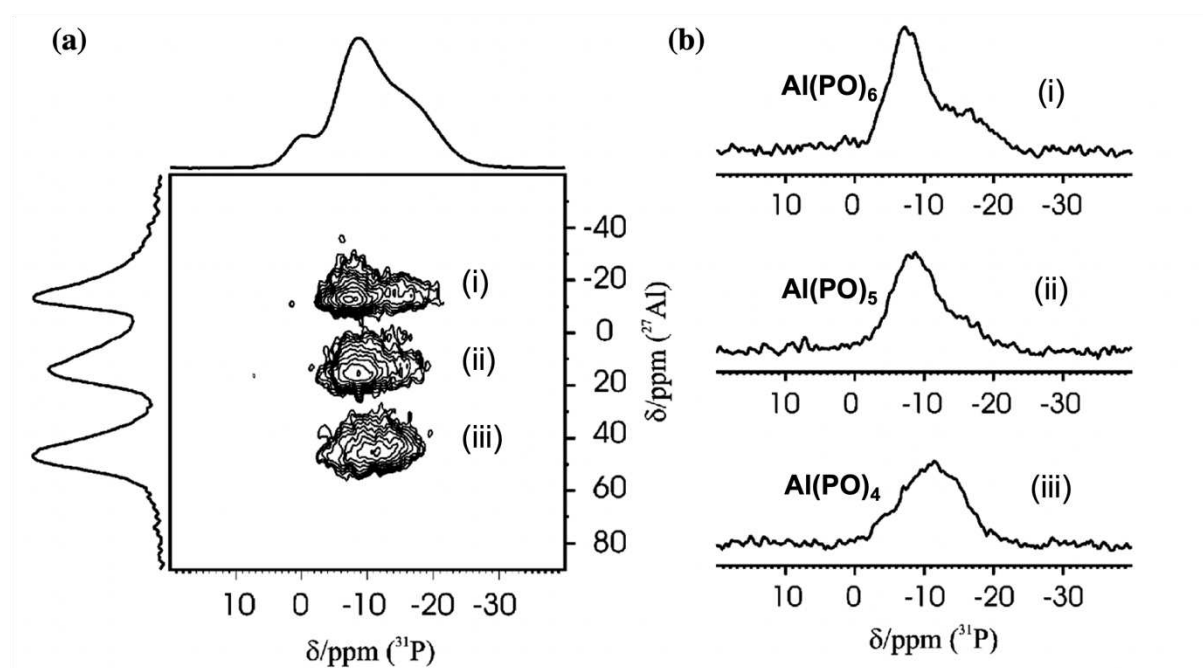 (a)
-40
-20
0
20
40
60
80
δ/ppm (²⁷Al)
(i)
(ii)
(iii)
10 0 -10 -20 -30
δ/ppm (³¹P)
(b)
Al(PO)₆ (i)
10 0 -10 -20 -30
Al(PO)₅ (ii)
10 0 -10 -20 -30
Al(PO)₄ (iii)
10 0 -10 -20 -30
δ/ppm (³¹P)